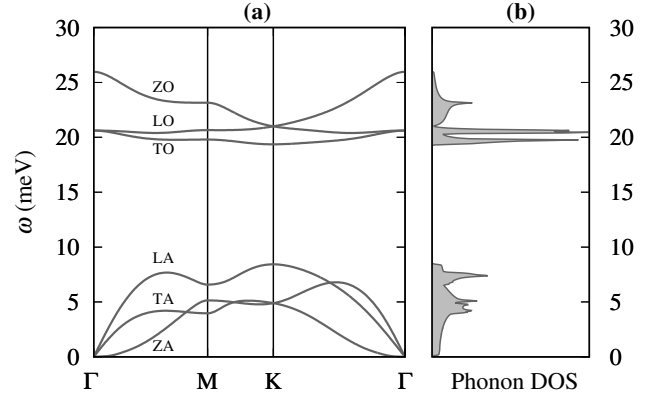 (a) (b)
30 30
25 25
20 20
15 15
10 10
5 5
0 0
ω (meV)
ZO
LO
TO
LA
TA
ZA
Γ M K Γ Phonon DOS